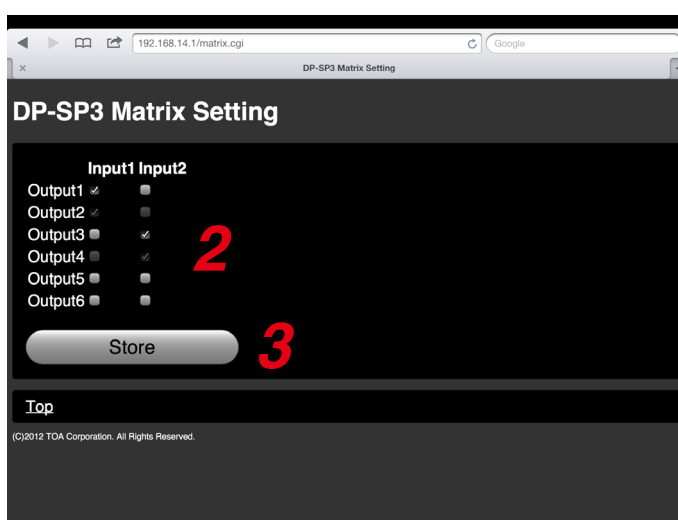 192.168.14.1/matrix.cgi
Google
DP-SP3 Matrix Setting
DP-SP3 Matrix Setting
Input1 Input2
Output1
Output2
Output3
Output4
Output5
Output6
2
Store
3
Top
(C)2012 TOA Corporation. All Rights Reserved.